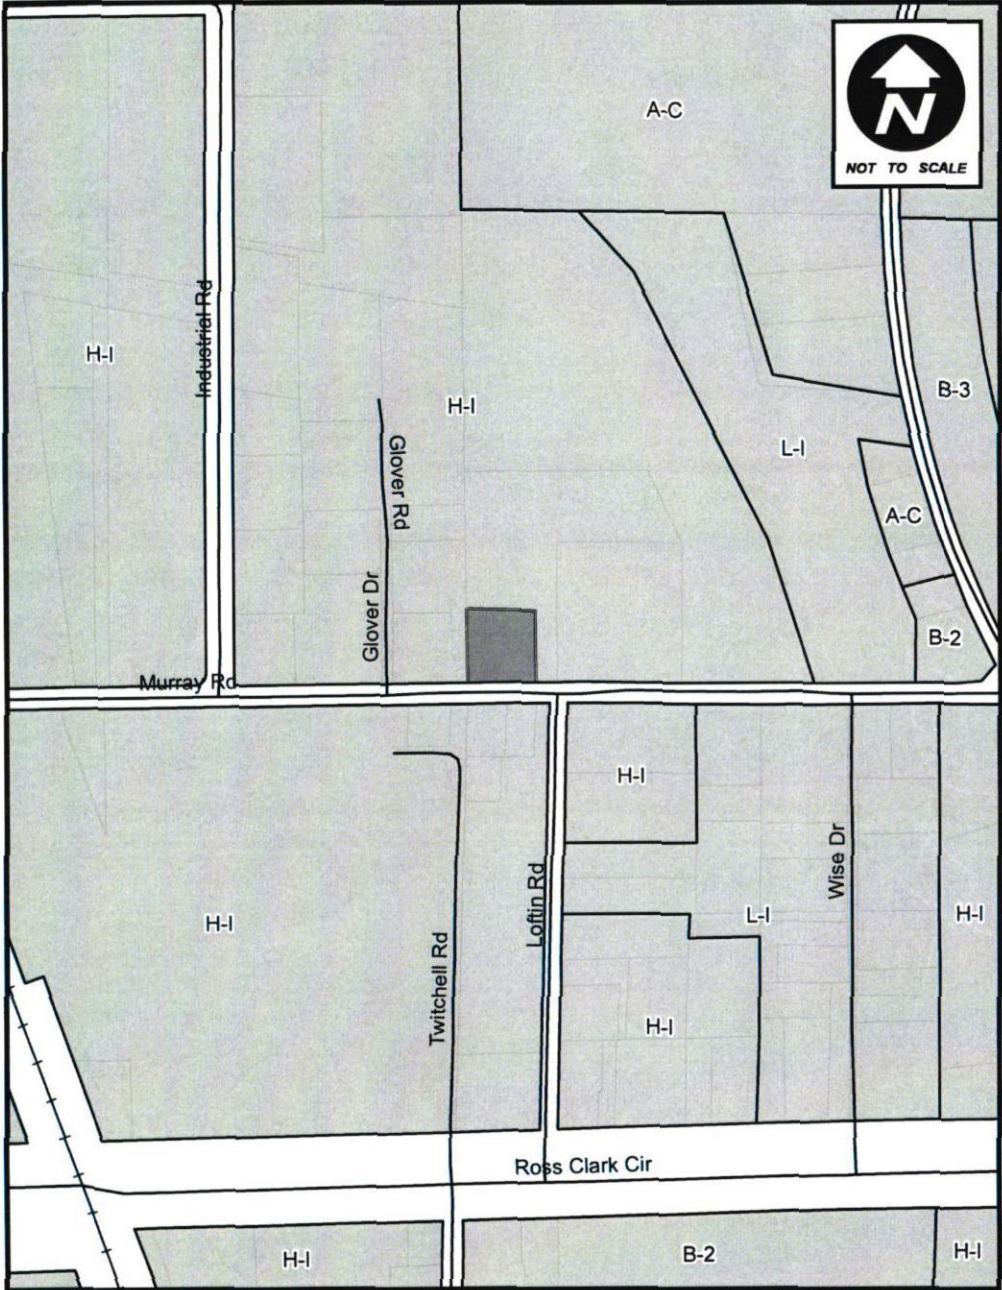 A-C
N
NOT TO SCALE
Industrial Rd
H-I
H-I
B-3
L-I
Glover Rd
A-C
Glover Dr
B-2
Murray Rd
H-I
Wise Dr
Loftin Rd
H-I
L-I
H-I
Twitchell Rd
H-I
Ross Clark Cir
H-I
B-2
H-I